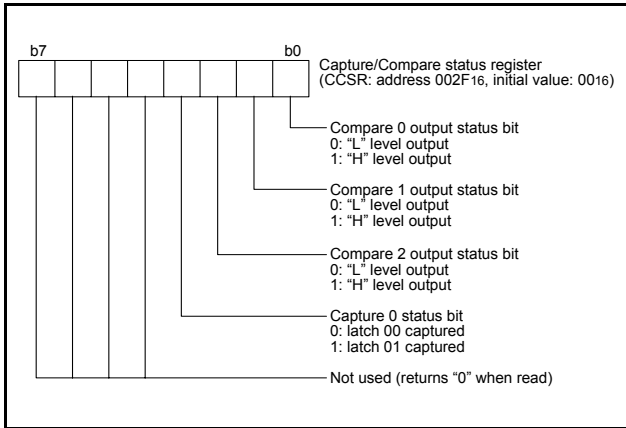 b7 b0
Capture/Compare status register
(CCSR: address 002F16, initial value: 0016)
Compare 0 output status bit
0: “L” level output
1: “H” level output
Compare 1 output status bit
0: “L” level output
1: “H” level output
Compare 2 output status bit
0: “L” level output
1: “H” level output
Capture 0 status bit
0: latch 00 captured
1: latch 01 captured
Not used (returns “0” when read)